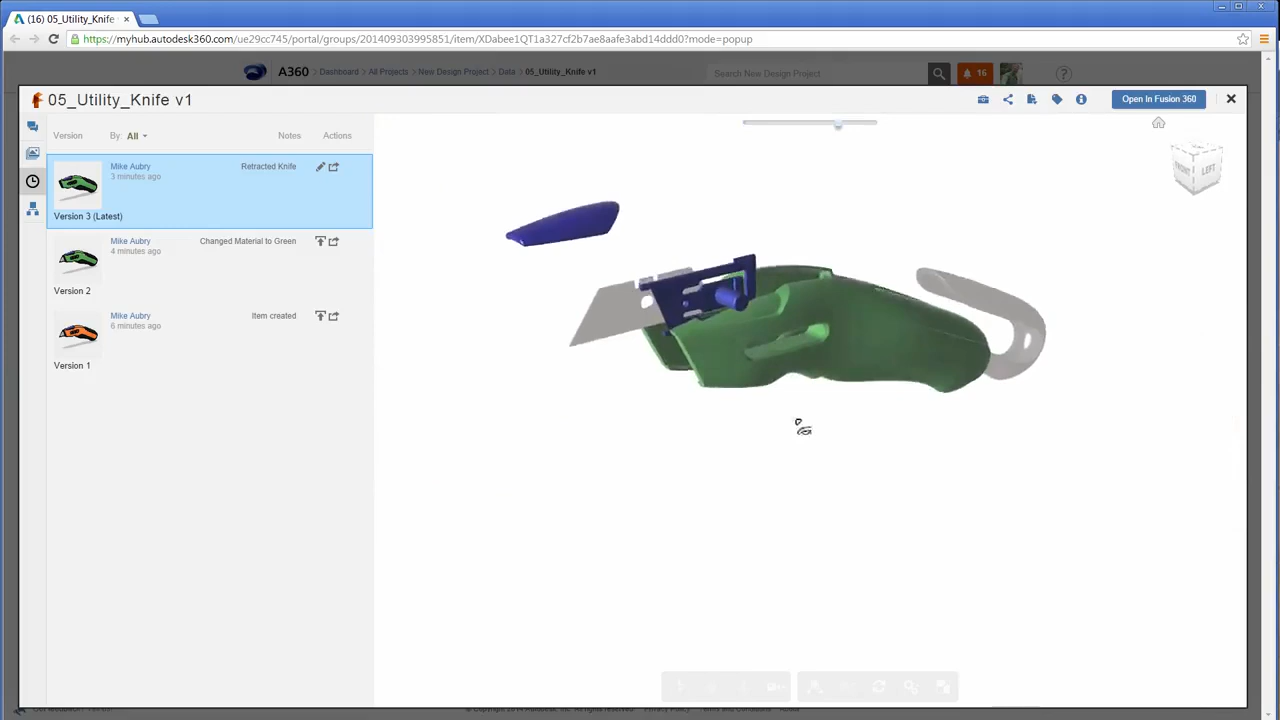 (16) 05_Utility_Knife
https://myhub.autodesk360.com/ue29cc745/portal/groups/201409303995851/item/XDabee1QT1a327cf2b7ae8aafe3abd14ddd0?mode=popup
A360 > Dashboard > All Projects > New Design Project > Data > 05_Utility_Knife v1
Search New Design Project
16
?
05_Utility_Knife v1
Open In Fusion 360
Version By: All Notes Actions
Mike Aubry Retracted Knife
3 minutes ago
Version 3 (Latest)
Mike Aubry Changed Material to Green
4 minutes ago
Version 2
Mike Aubry Item created
6 minutes ago
Version 1
FRONT LEFT